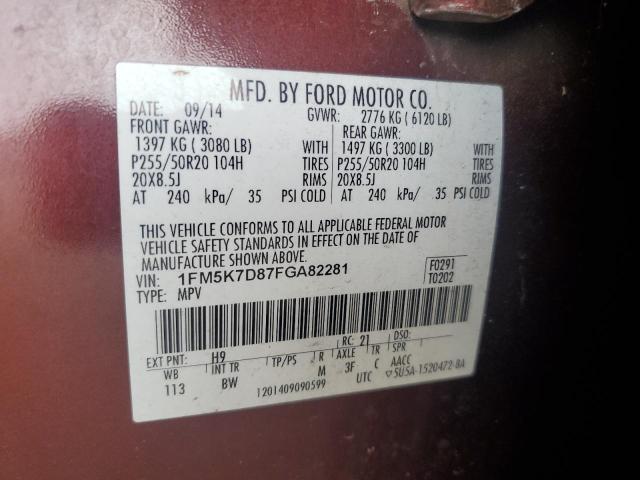 MFD. BY FORD MOTOR CO.
DATE: 09/14 GVWR: 2776 KG ( 6120 LB)
FRONT GAWR: REAR GAWR:
1397 KG ( 3080 LB) WITH 1497 KG ( 3300 LB) WITH
P255/50R20 104H TIRES P255/50R20 104H TIRES
20X8.5J RIMS 20X8.5J RIMS
AT 240 kPa/ 35 PSI COLD AT 240 kPa/ 35 PSI COLD
THIS VEHICLE CONFORMS TO ALL APPLICABLE FEDERAL MOTOR
VEHICLE SAFETY STANDARDS IN EFFECT ON THE DATE OF
MANUFACTURE SHOWN ABOVE.
VIN: 1FM5K7D87FGA82281 F0291
TYPE: MPV T0202
EXT PNT: H9 RC: 21 DSO:
WB INT TR TP/PS R AXLE TR SPR
113 BW M 3F C AACC
1201409090599 UTC ▽5U5A-1520472-BA